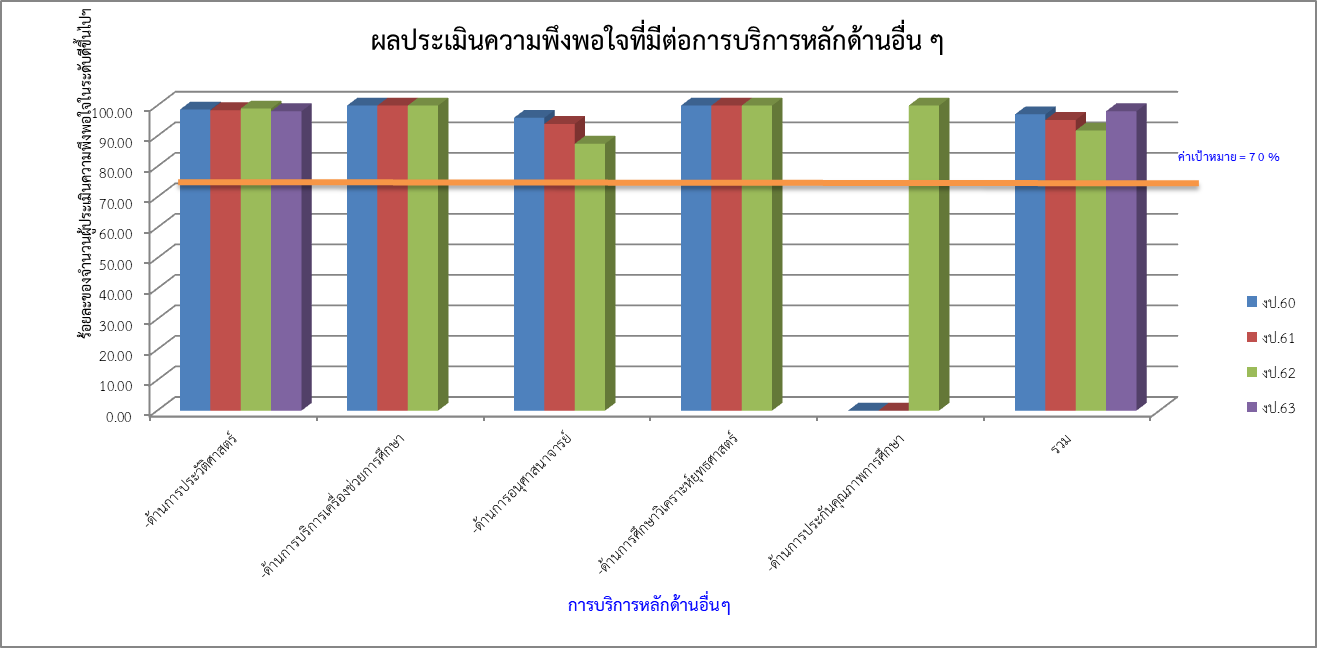 ผลประเมินความพึงพอใจที่มีต่อการบริการหลักด้านอื่น ๆ
ร้อยละของจำนวนผู้ประเมินความพึงพอใจในระดับดีขึ้นไปฯ
100.00
90.00
80.00
70.00
60.00
50.00
40.00
30.00
20.00
10.00
0.00
ค่าเป้าหมาย = 7 0 %
งป.60
งป.61
งป.62
งป.63
-ด้านการประวัติศาสตร์
-ด้านการบริการเครื่องช่วยการศึกษา
-ด้านการอนุศาสนาจารย์
-ด้านการศึกษาวิเคราะห์ยุทธศาสตร์
-ด้านการประกันคุณภาพการศึกษา
รวม
การบริการหลักด้านอื่นๆ